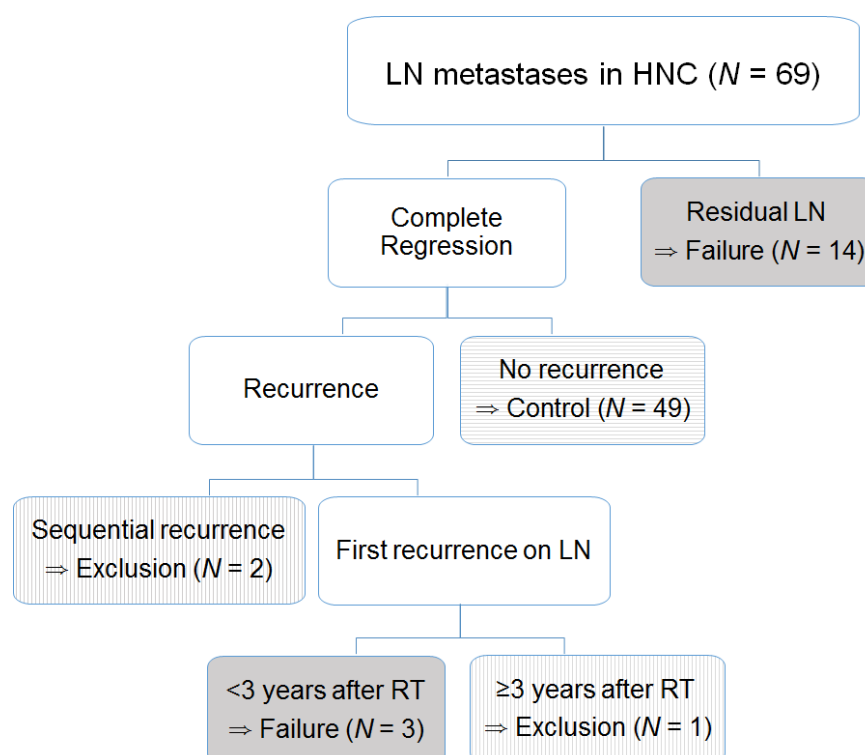 LN metastases in HNC (N = 69)
Complete
Regression
Residual LN
⇒ Failure (N = 14)
Recurrence
No recurrence
⇒ Control (N = 49)
Sequential recurrence
⇒ Exclusion (N = 2)
First recurrence on LN
<3 years after RT
⇒ Failure (N = 3)
≥3 years after RT
⇒ Exclusion (N = 1)